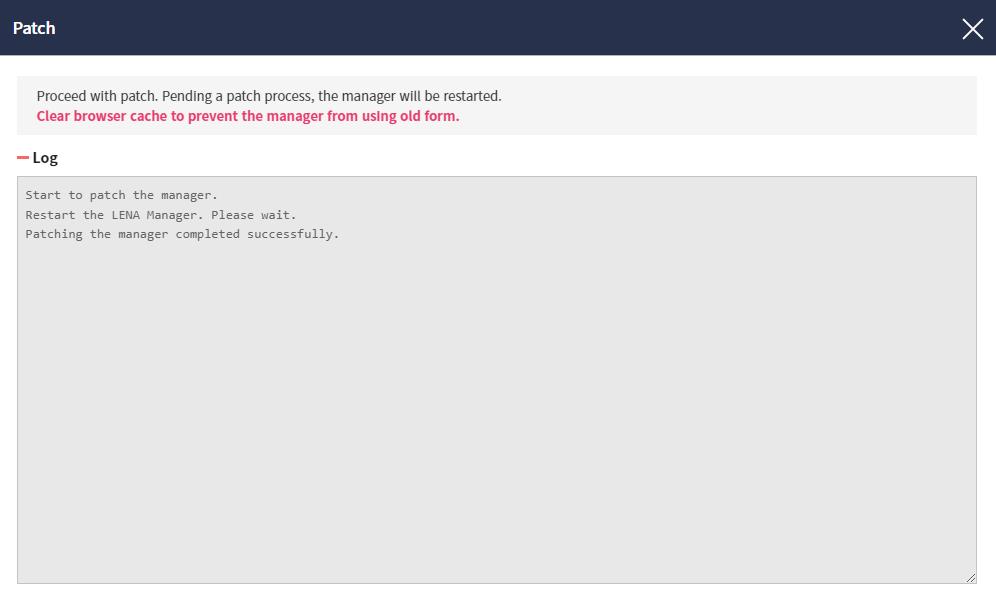 Patch
Proceed with patch. Pending a patch process, the manager will be restarted.
Clear browser cache to prevent the manager from using old form.
Log
Start to patch the manager.
Restart the LENA Manager. Please wait.
Patching the manager completed successfully.